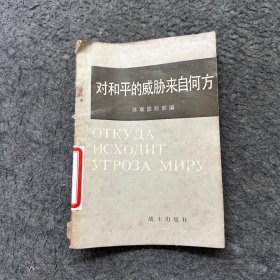 对和平的威胁来自何方
苏联国防部编
ОТКУДА
ИСХОДИТ
УГРОЗА МИРУ
战士出版社